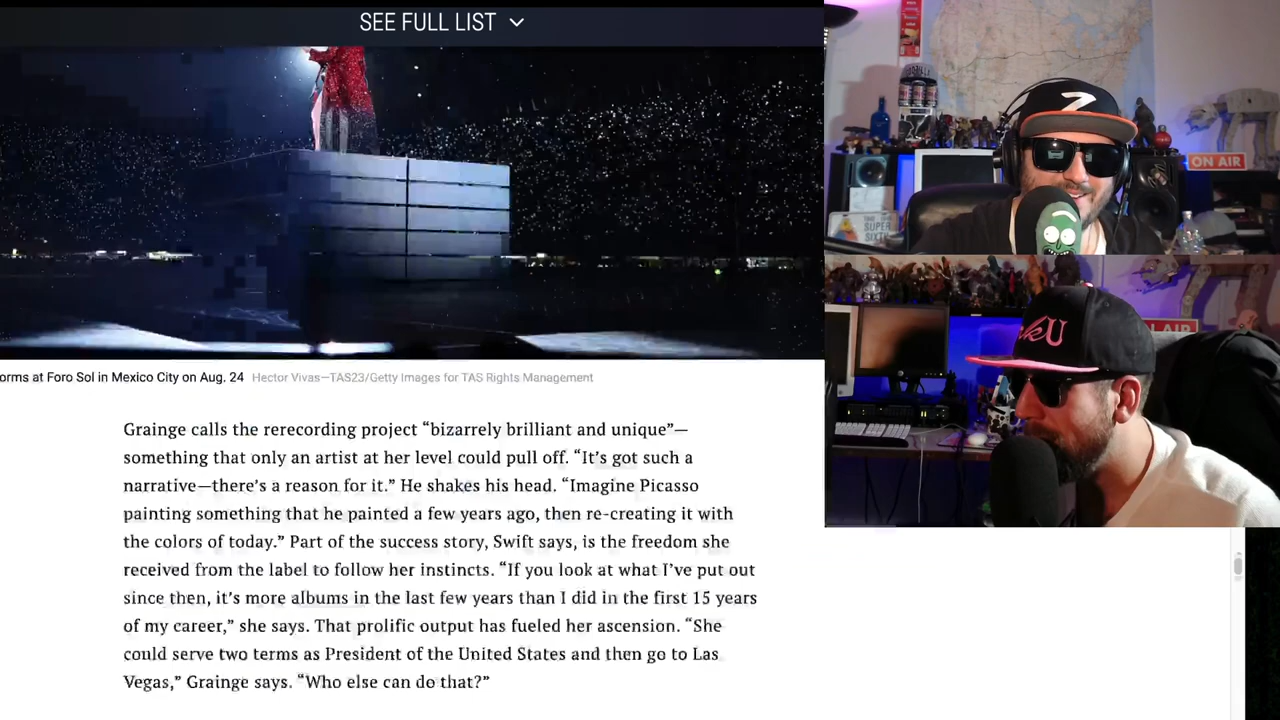 SEE FULL LIST
orms at Foro Sol in Mexico City on Aug. 24 Hector Vivas—TAS23/Getty Images for TAS Rights Management
Grainge calls the rerecording project “bizarrely brilliant and unique”—
something that only an artist at her level could pull off. “It’s got such a
narrative—there’s a reason for it.” He shakes his head. “Imagine Picasso
painting something that he painted a few years ago, then re-creating it with
the colors of today.” Part of the success story, Swift says, is the freedom she
received from the label to follow her instincts. “If you look at what I’ve put out
since then, it’s more albums in the last few years than I did in the first 15 years
of my career,” she says. That prolific output has fueled her ascension. “She
could serve two terms as President of the United States and then go to Las
Vegas,” Grainge says. “Who else can do that?”
Z
ON AIR
THE
SUPER
SIXTY
kU
AIR